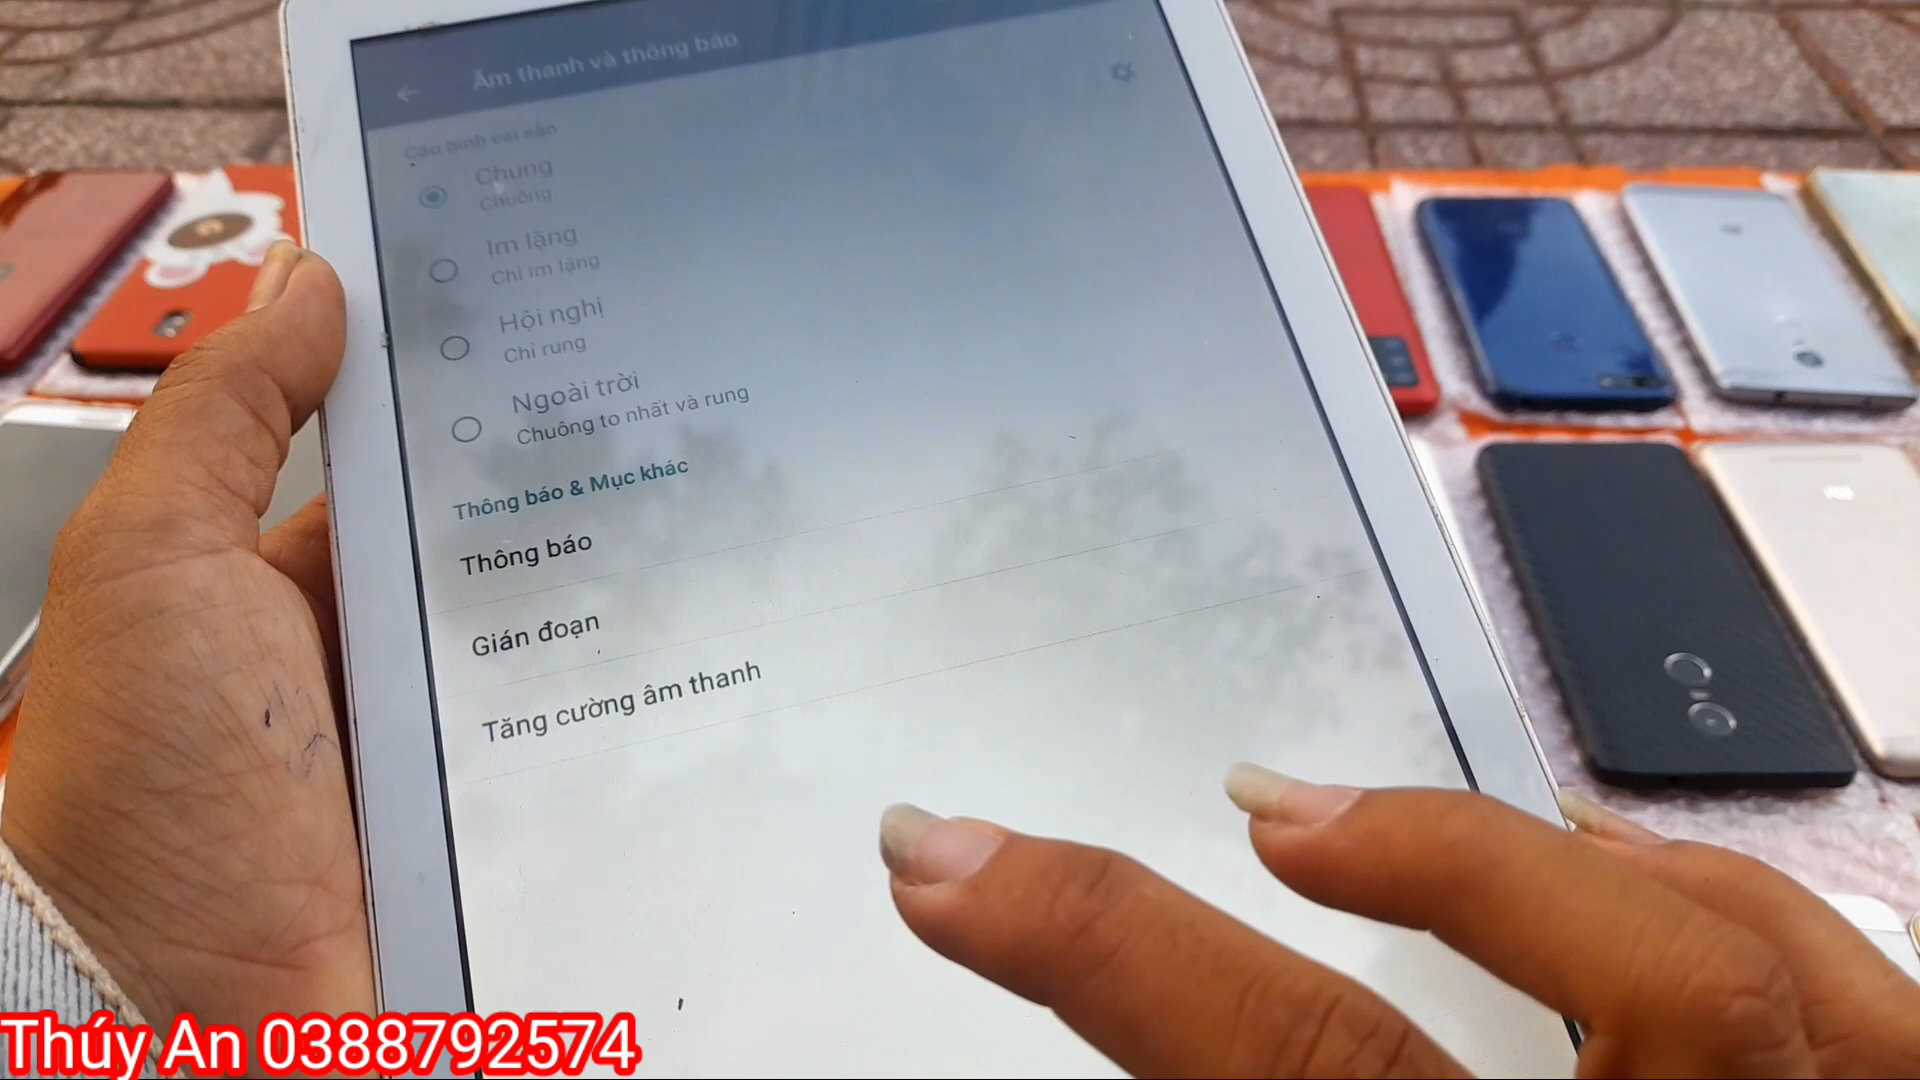 Âm thanh và thông báo
Cấu hình cài sẵn
Chung
Chuông
Im lặng
Chỉ im lặng
Hội nghị
Chỉ rung
Ngoài trời
Chuông to nhất và rung
Thông báo & Mục khác
Thông báo
Gián đoạn
Tăng cường âm thanh
Thúy An 0388792574